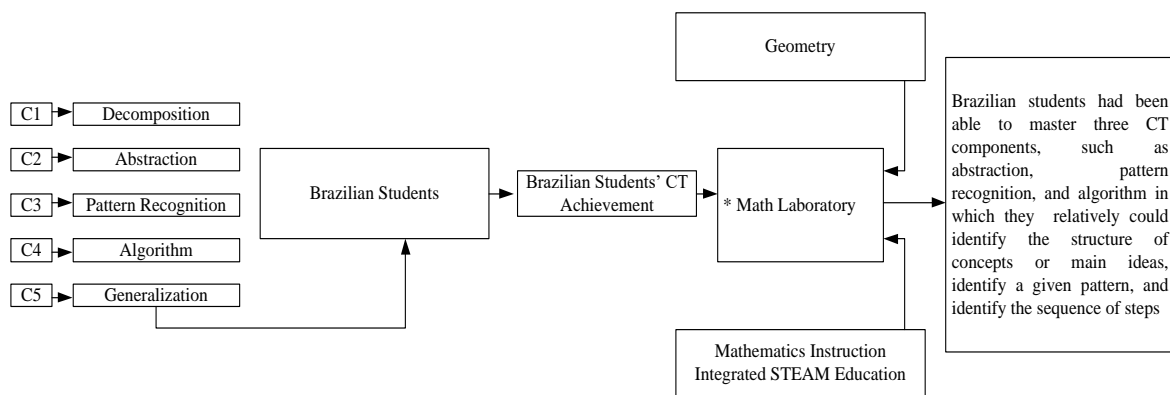 C1
Decomposition
C2
Abstraction
C3
Pattern Recognition
C4
Algorithm
C5
Generalization
Brazilian Students
Brazilian Students’ CT
Achievement
Geometry
* Math Laboratory
Mathematics Instruction
Integrated STEAM Education
Brazilian students had been
able to master three CT
components, such as
abstraction, pattern
recognition, and algorithm in
which they relatively could
identify the structure of
concepts or main ideas,
identify a given pattern, and
identify the sequence of steps